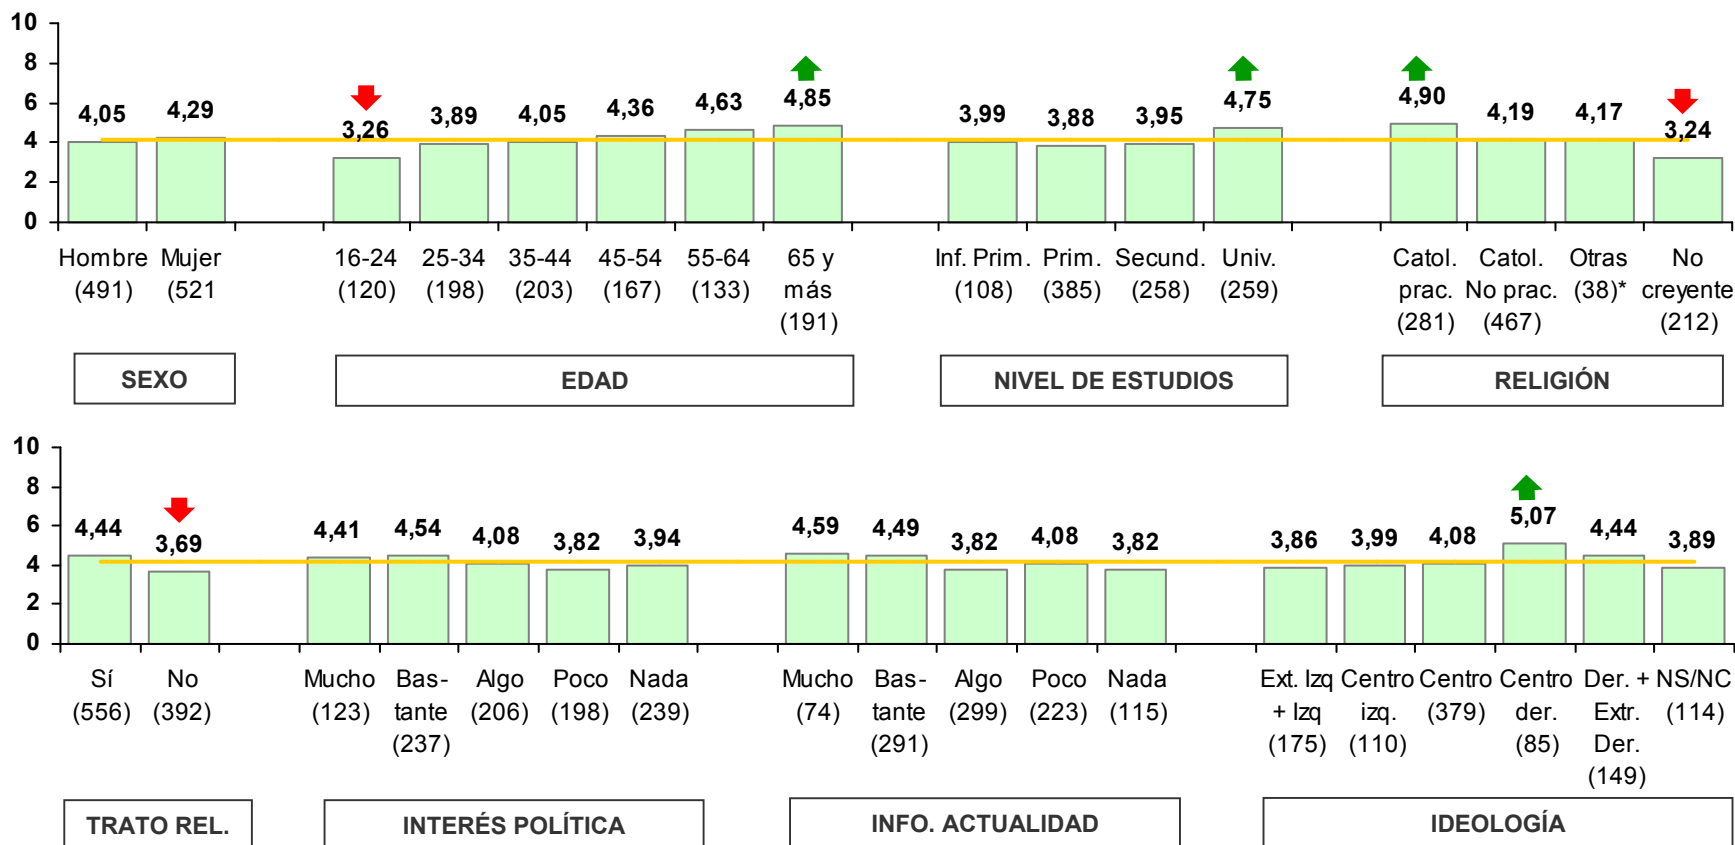 10
8
6
4
2
0
4,05 4,29 3,26 3,89 4,05 4,36 4,63 4,85 3,99 3,88 3,95 4,75 4,90 4,19 4,17 3,24
Hombre (491)
Mujer (521
16-24 (120)
25-34 (198)
35-44 (203)
45-54 (167)
55-64 (133)
65 y más (191)
Inf. Prim. (108)
Prim. (385)
Secund. (258)
Univ. (259)
Catol. prac. (281)
Catol. No prac. (467)
Otras (38)*
No creyente (212)
SEXO
EDAD
NIVEL DE ESTUDIOS
RELIGIÓN
10
8
6
4
2
0
4,44 3,69 4,41 4,54 4,08 3,82 3,94 4,59 4,49 3,82 4,08 3,82 3,86 3,99 4,08 5,07 4,44 3,89
Sí (556)
No (392)
Mucho (123)
Bas- tante (237)
Algo (206)
Poco (198)
Nada (239)
Mucho (74)
Bas- tante (291)
Algo (299)
Poco (223)
Nada (115)
Ext. Izq + Izq (175)
Centro izq. (110)
Centro (379)
Centro der. (85)
Der. + Extr. Der. (149)
NS/NC (114)
TRATO REL.
INTERÉS POLÍTICA
INFO. ACTUALIDAD
IDEOLOGÍA